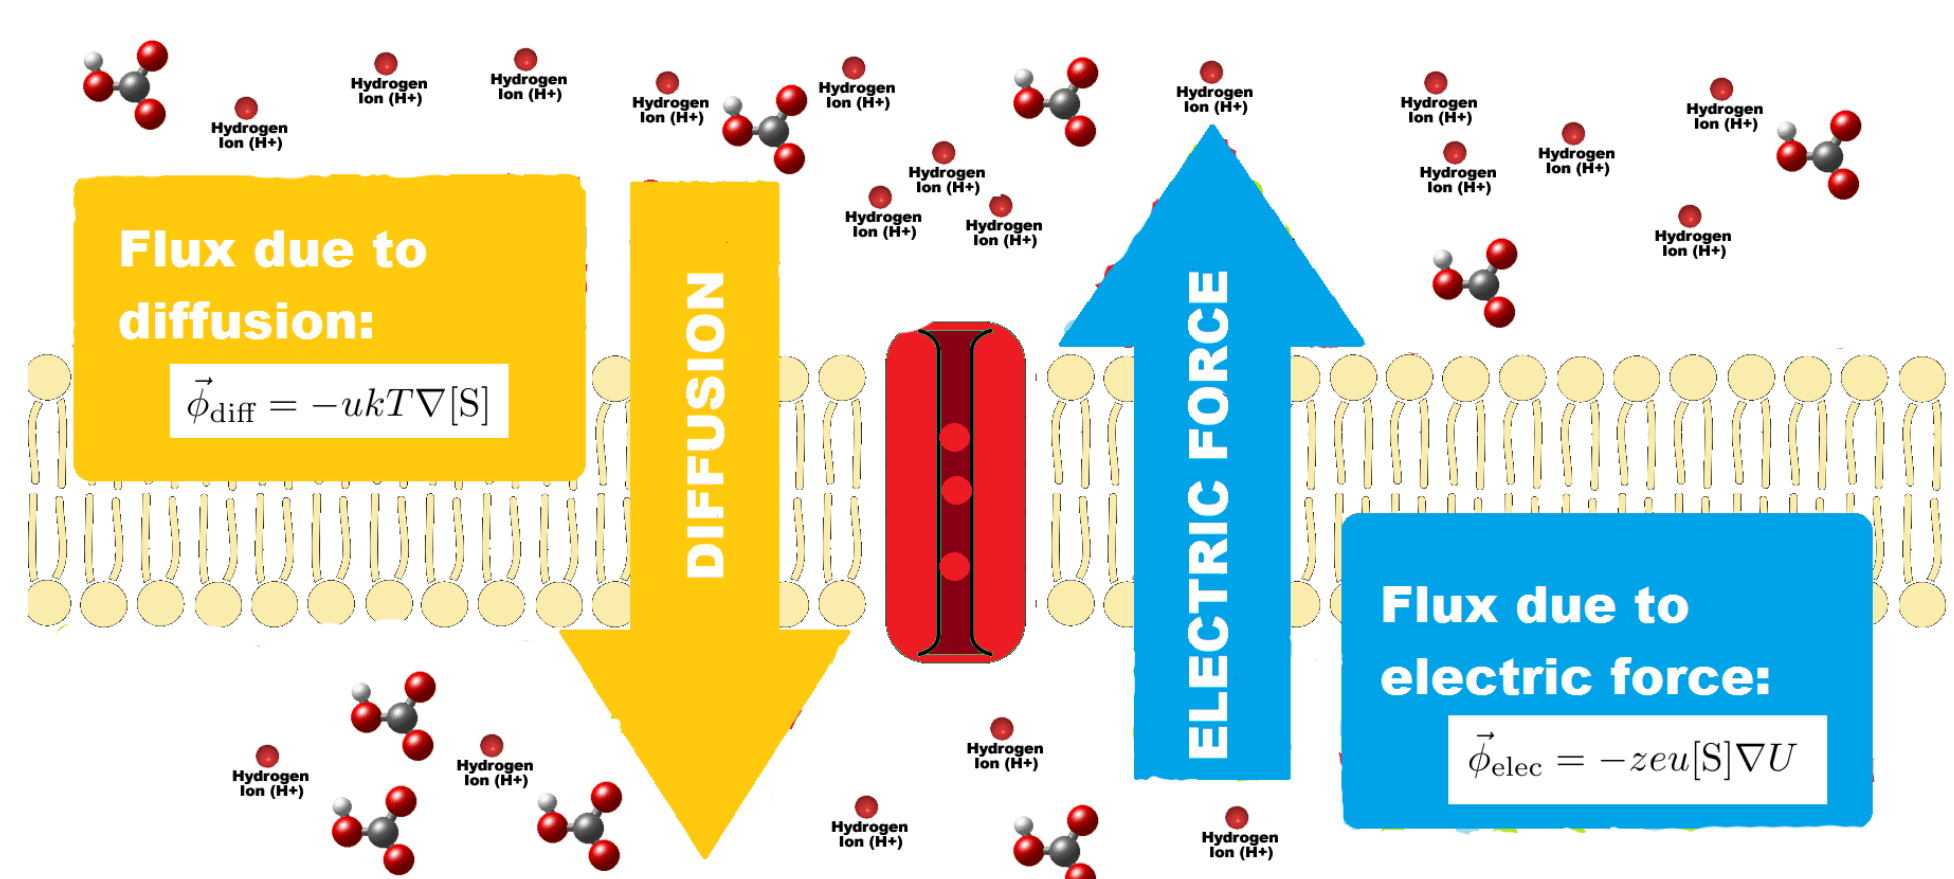 Hydrogen
Ion (H+)
Hydrogen
Ion (H+)
Hydrogen
Ion (H+)
Hydrogen
Ion (H+)
Hydrogen
Ion (H+)
Hydrogen
Ion (H+)
Hydrogen
Ion (H+)
Hydrogen
Ion (H+)
Hydrogen
Ion (H+)
Hydrogen
Ion (H+)
Hydrogen
Ion (H+)
Hydrogen
Ion (H+)
Hydrogen
Ion (H+)
Hydrogen
Ion (H+)
Hydrogen
Ion (H+)
Flux due to
diffusion:
$\vec{\phi}_{\text{diff}} = -ukT\nabla[\text{S}]$
DIFFUSION
ELECTRIC FORCE
Flux due to
electric force:
$\vec{\phi}_{\text{elec}} = -zeu[\text{S}]\nabla U$
Hydrogen
Ion (H+)
Hydrogen
Ion (H+)
Hydrogen
Ion (H+)
Hydrogen
Ion (H+)
Hydrogen
Ion (H+)